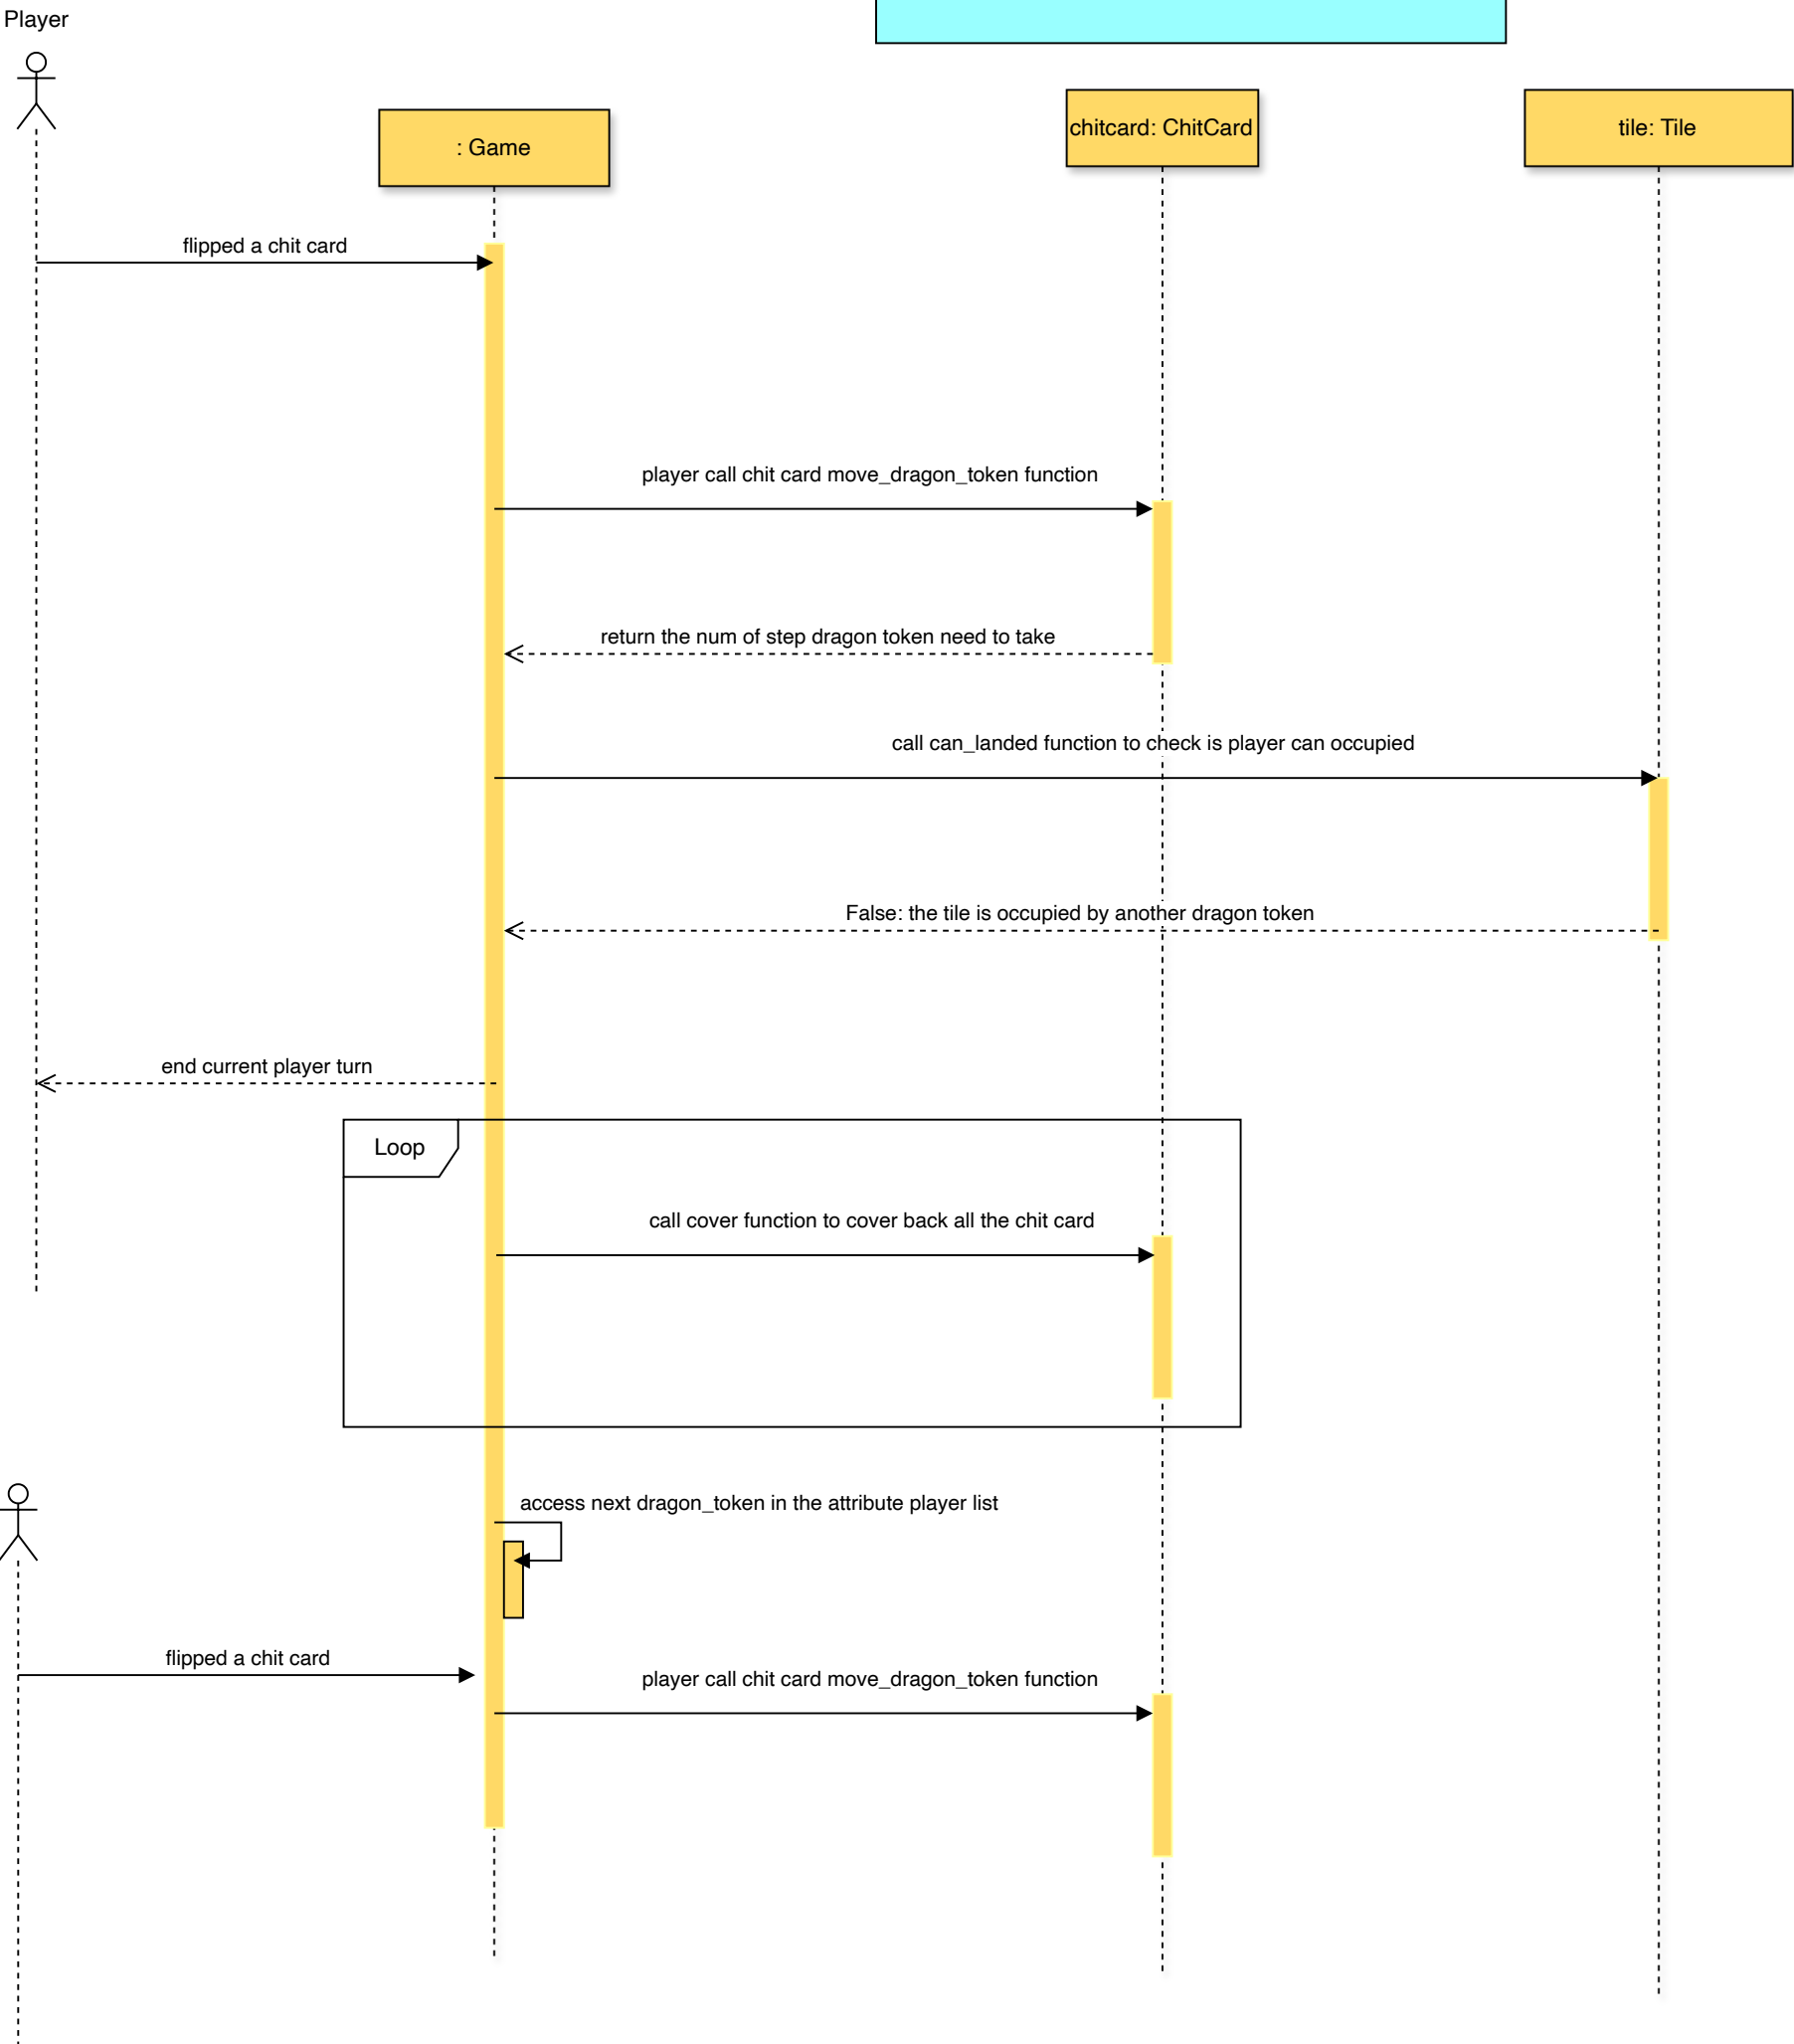 Player
: Game
chitcard: ChitCard
tile: Tile
flipped a chit card
player call chit card move_dragon_token function
return the num of step dragon token need to take
call can_landed function to check is player can occupied
False: the tile is occupied by another dragon token
end current player turn
Loop
call cover function to cover back all the chit card
access next dragon_token in the attribute player list
flipped a chit card
player call chit card move_dragon_token function